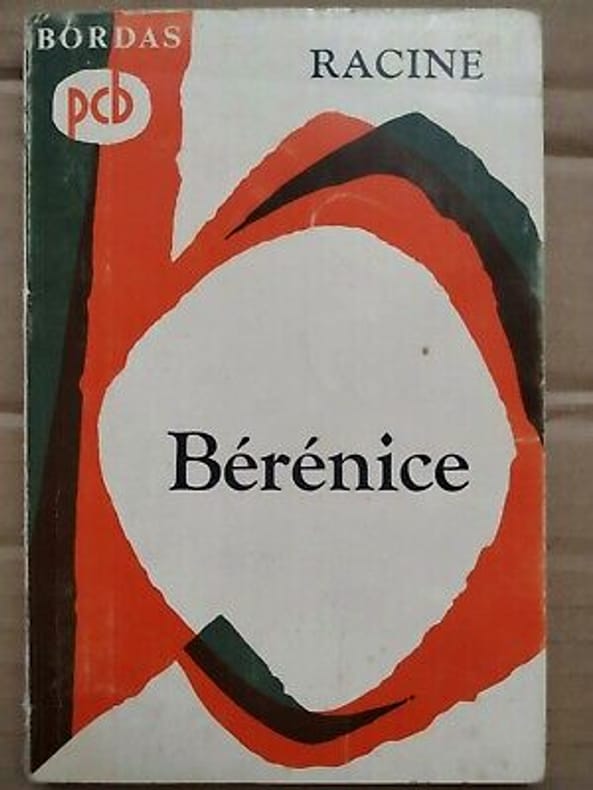 BORDAS
pcb
RACINE
Bérénice